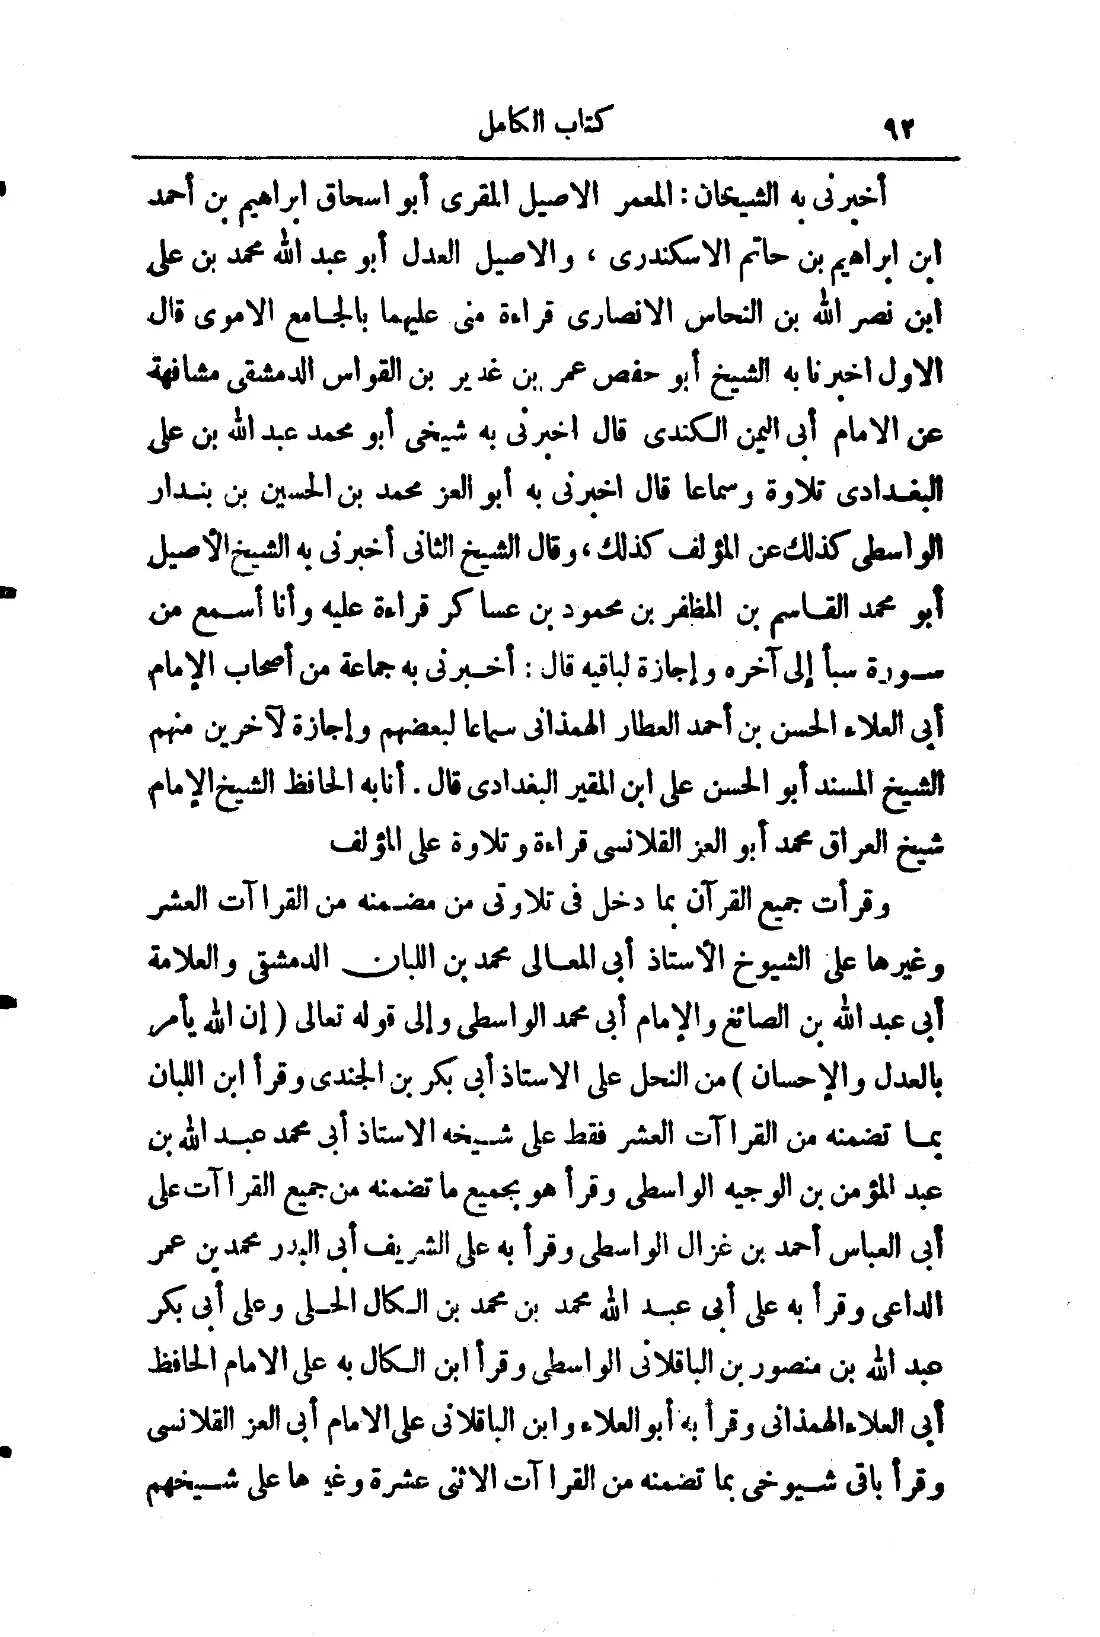 ٩٢ كتاب الكامل
أخبرنى به الشيخان : المعمر الاصيل المقرى أبو اسحاق ابراهيم بن أحمد
ابن ابراهيم بن حاتم الاسكندرى ، والاصيل العدل أبو عبد الله محمد بن على
ابن نصر الله بن النحاس الانصارى قراءة منى عليهما بالجامع الاموى قال
الاول اخبرنا به الشيخ أبو حفص عمر بن غدير بن القواس الدمشقى مشافهة
عن الامام أبى اليمن الكندى قال اخبرنى به شيخى أبو محمد عبد الله بن على
البغدادى تلاوة وسماعا قال اخبرنى به أبو العز محمد بن الحسين بن بندار
الواسطى كذلك عن المؤلف كذلك ، وقال الشيخ الثانى أخبرنى به الشيخ الأصيل
أبو محمد القاسم بن المظفر بن محمود بن عساكر قراءة عليه وأنا أسمع من
سورة سبأ إلى آخره وإجازة لباقيه قال : أخبرنى به جماعة من أصحاب الإمام
أبى العلاء الحسن بن أحمد العطار الهمذانى سماعا لبعضهم وإجازة لآخرين منهم
الشيخ المسند أبو الحسن على ابن المقير البغدادى قال . أنابه الحافظ الشيخ الإمام
شيخ العراق محمد أبو العز القلانسى قراءة وتلاوة على المؤلف
وقرأت جميع القرآن بما دخل فى تلاوتى من مضمنه من القراآت العشر
وغيرها على الشيوخ الأستاذ أبى المعالى محمد بن اللبان الدمشقى والعلامة
أبى عبد الله بن الصائغ والإمام أبى محمد الواسطى وإلى قوله تعالى ( إن الله يأمر
بالعدل والإحسان ) من النحل على الاستاذ أبى بكر بن الجندى وقرأ ابن اللبان
بما تضمنه من القراآت العشر فقط على شيخه الاستاذ أبى محمد عبد الله بن
عبد المؤمن بن الوجيه الواسطى وقرأ هو بجميع ما تضمنه من جميع القراآت على
أبى العباس أحمد بن غزال الواسطى وقرأ به على الشريف أبى البدر محمد بن عمر
الداعى وقرأ به على أبى عبد الله محمد بن محمد بن الكال الحلى وعلى أبى بكر
عبد الله بن منصور بن الباقلانى الواسطى وقرأ ابن الكال به على الامام الحافظ
أبى العلاء الهمذانى وقرأ به أبو العلاء وابن الباقلانى على الامام أبى العز القلانسى
وقرأ باقى شيوخى بما تضمنه من القراآت الاثنى عشرة وغيرها على شيخهم